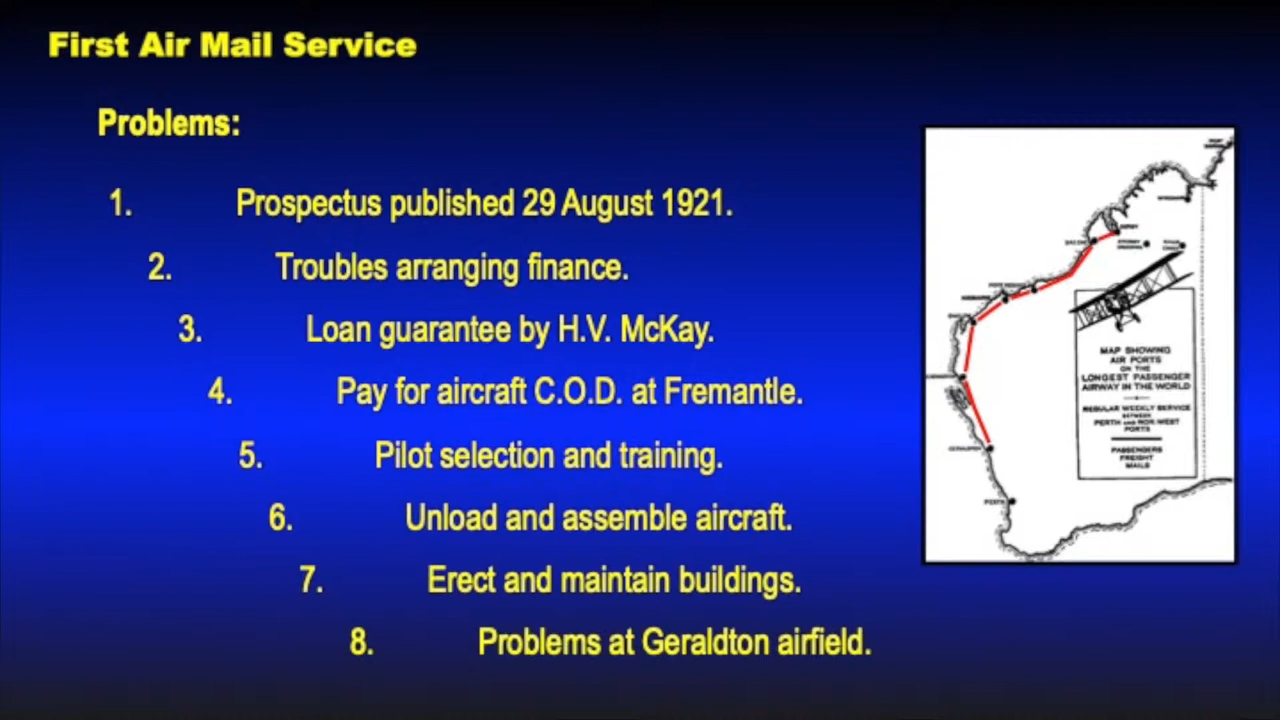 First Air Mail Service
Problems:
1. Prospectus published 29 August 1921.
2. Troubles arranging finance.
3. Loan guarantee by H.V. McKay.
4. Pay for aircraft C.O.D. at Fremantle.
5. Pilot selection and training.
6. Unload and assemble aircraft.
7. Erect and maintain buildings.
8. Problems at Geraldton airfield.
DERBY
PERTH
MAP SHOWING
AIR PORTS
ON THE
LONGEST PASSENGER
AIRWAY IN THE WORLD
REGULAR WEEKLY SERVICE
BETWEEN
PERTH AND NOR-WEST
PORTS
PASSENGERS
FREIGHT
MAILS